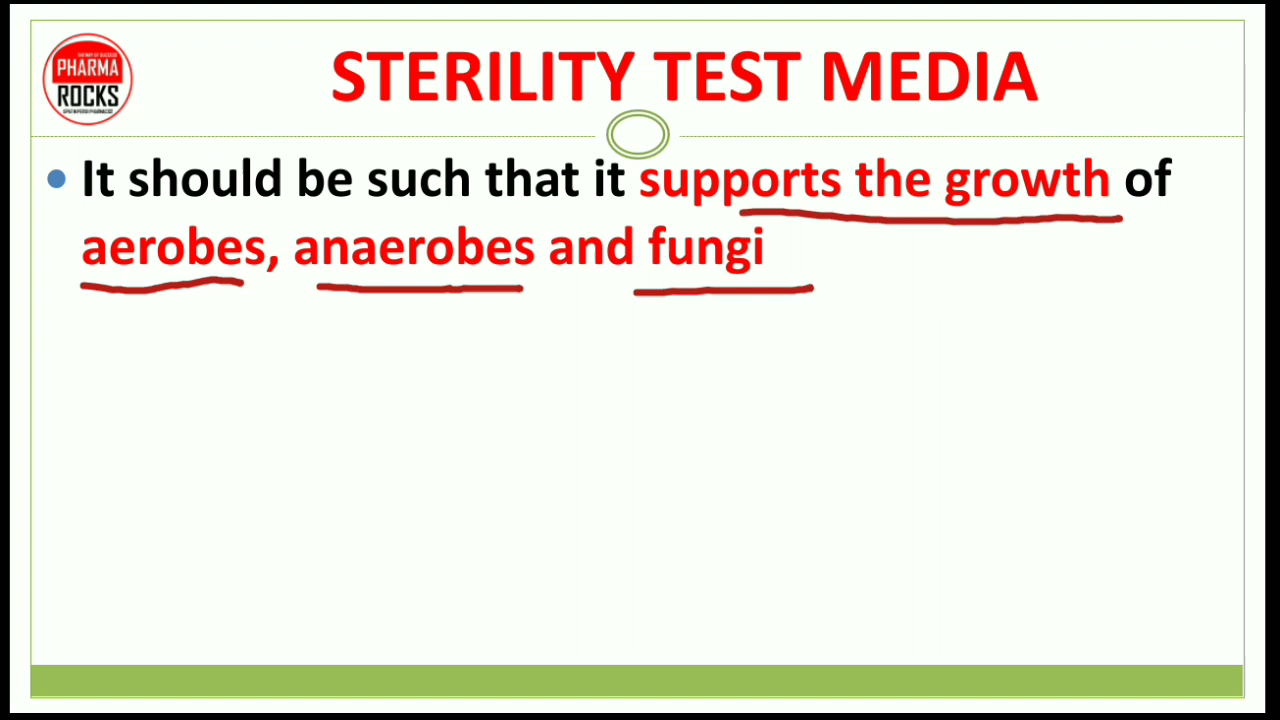 PHARMA
ROCKS
STERILITY TEST MEDIA
• It should be such that it supports the growth of
aerobes, anaerobes and fungi